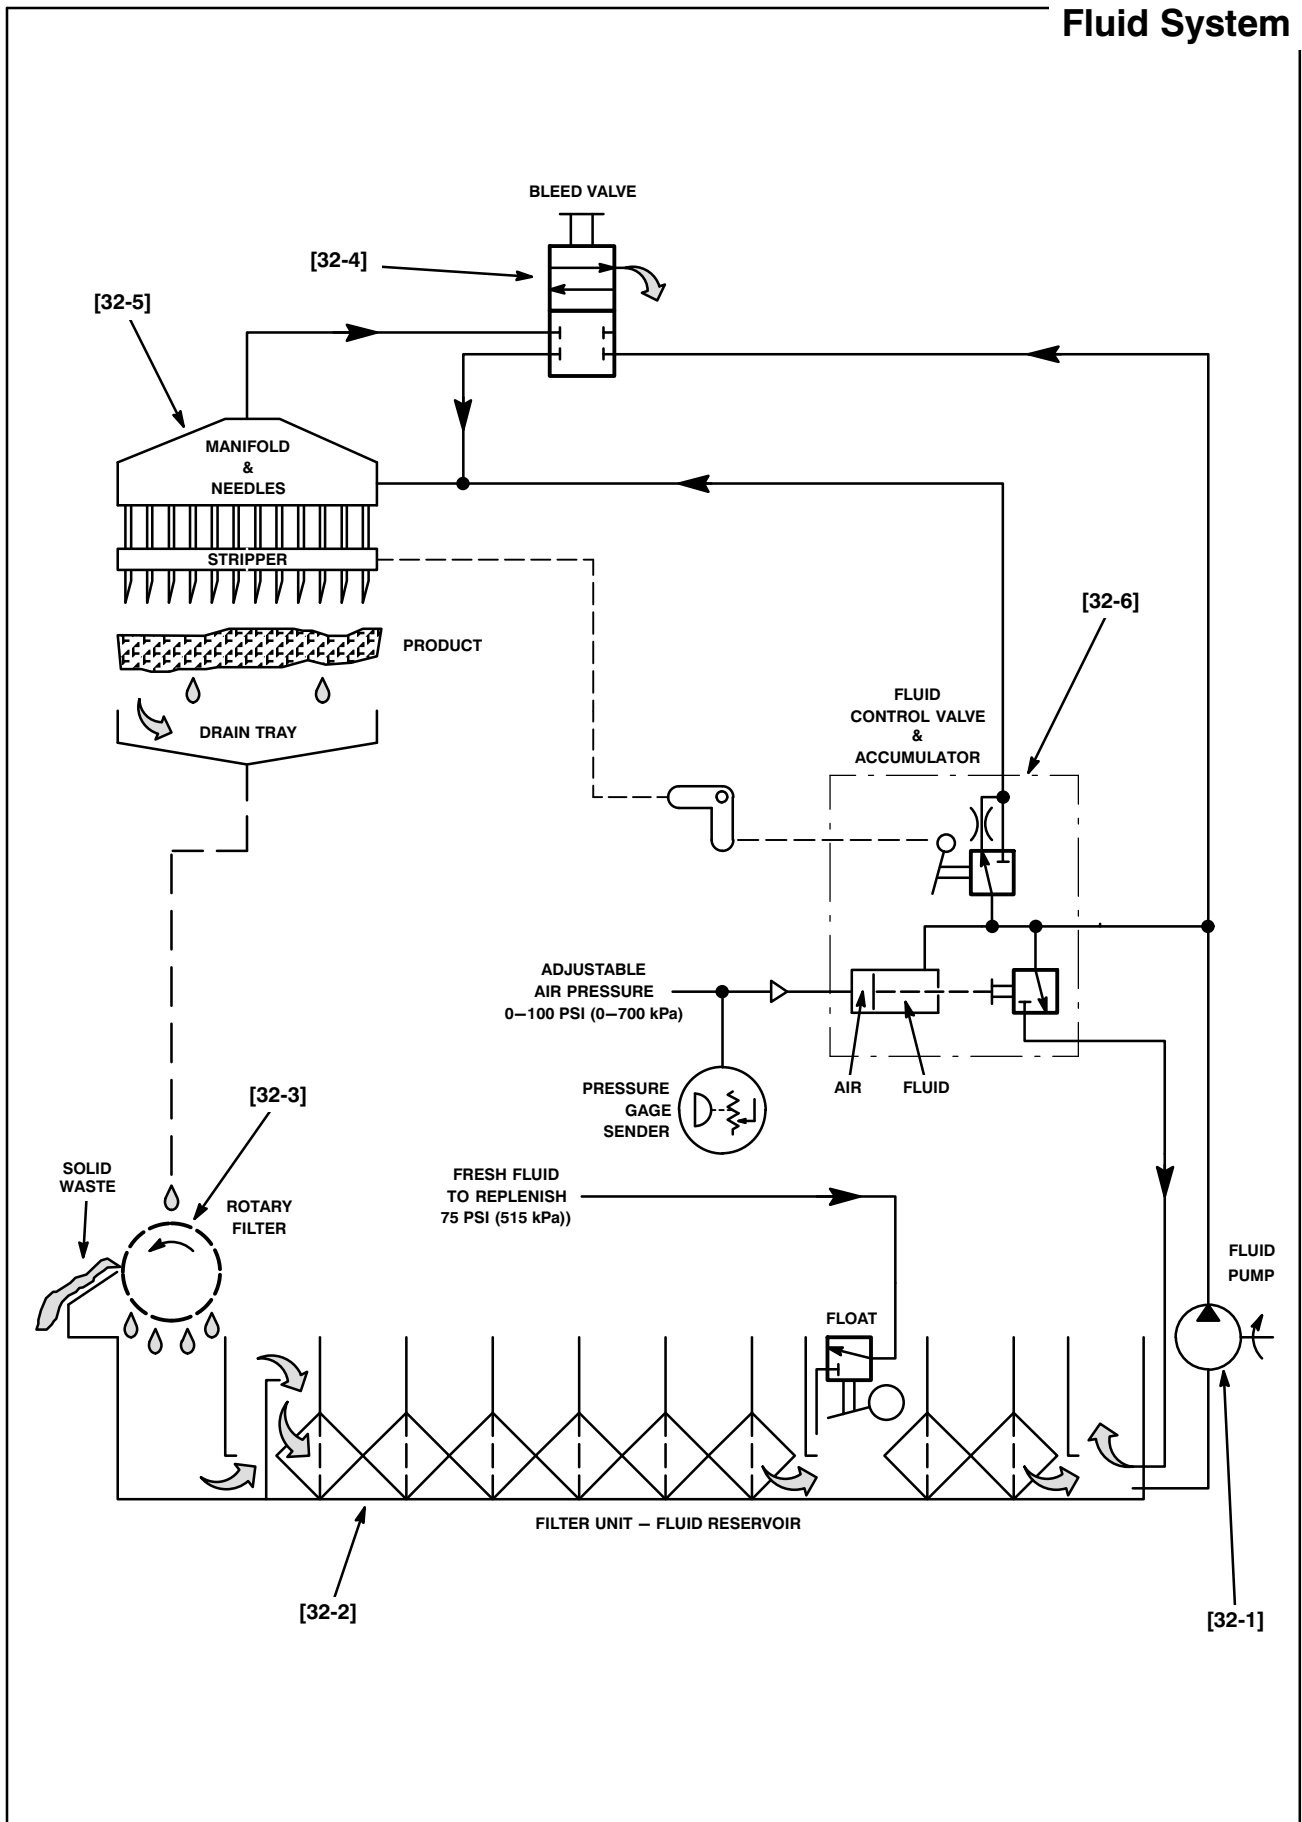 Fluid System
BLEED VALVE
[32-4]
[32-5]
MANIFOLD
&
NEEDLES
STRIPPER
[32-6]
PRODUCT
FLUID
CONTROL VALVE
&
ACCUMULATOR
DRAIN TRAY
ADJUSTABLE
AIR PRESSURE
0–100 PSI (0–700 kPa)
AIR
FLUID
PRESSURE
GAGE
SENDER
[32-3]
SOLID
WASTE
ROTARY
FILTER
FRESH FLUID
TO REPLENISH
75 PSI (515 kPa))
FLUID
PUMP
FLOAT
FILTER UNIT – FLUID RESERVOIR
[32-2]
[32-1]